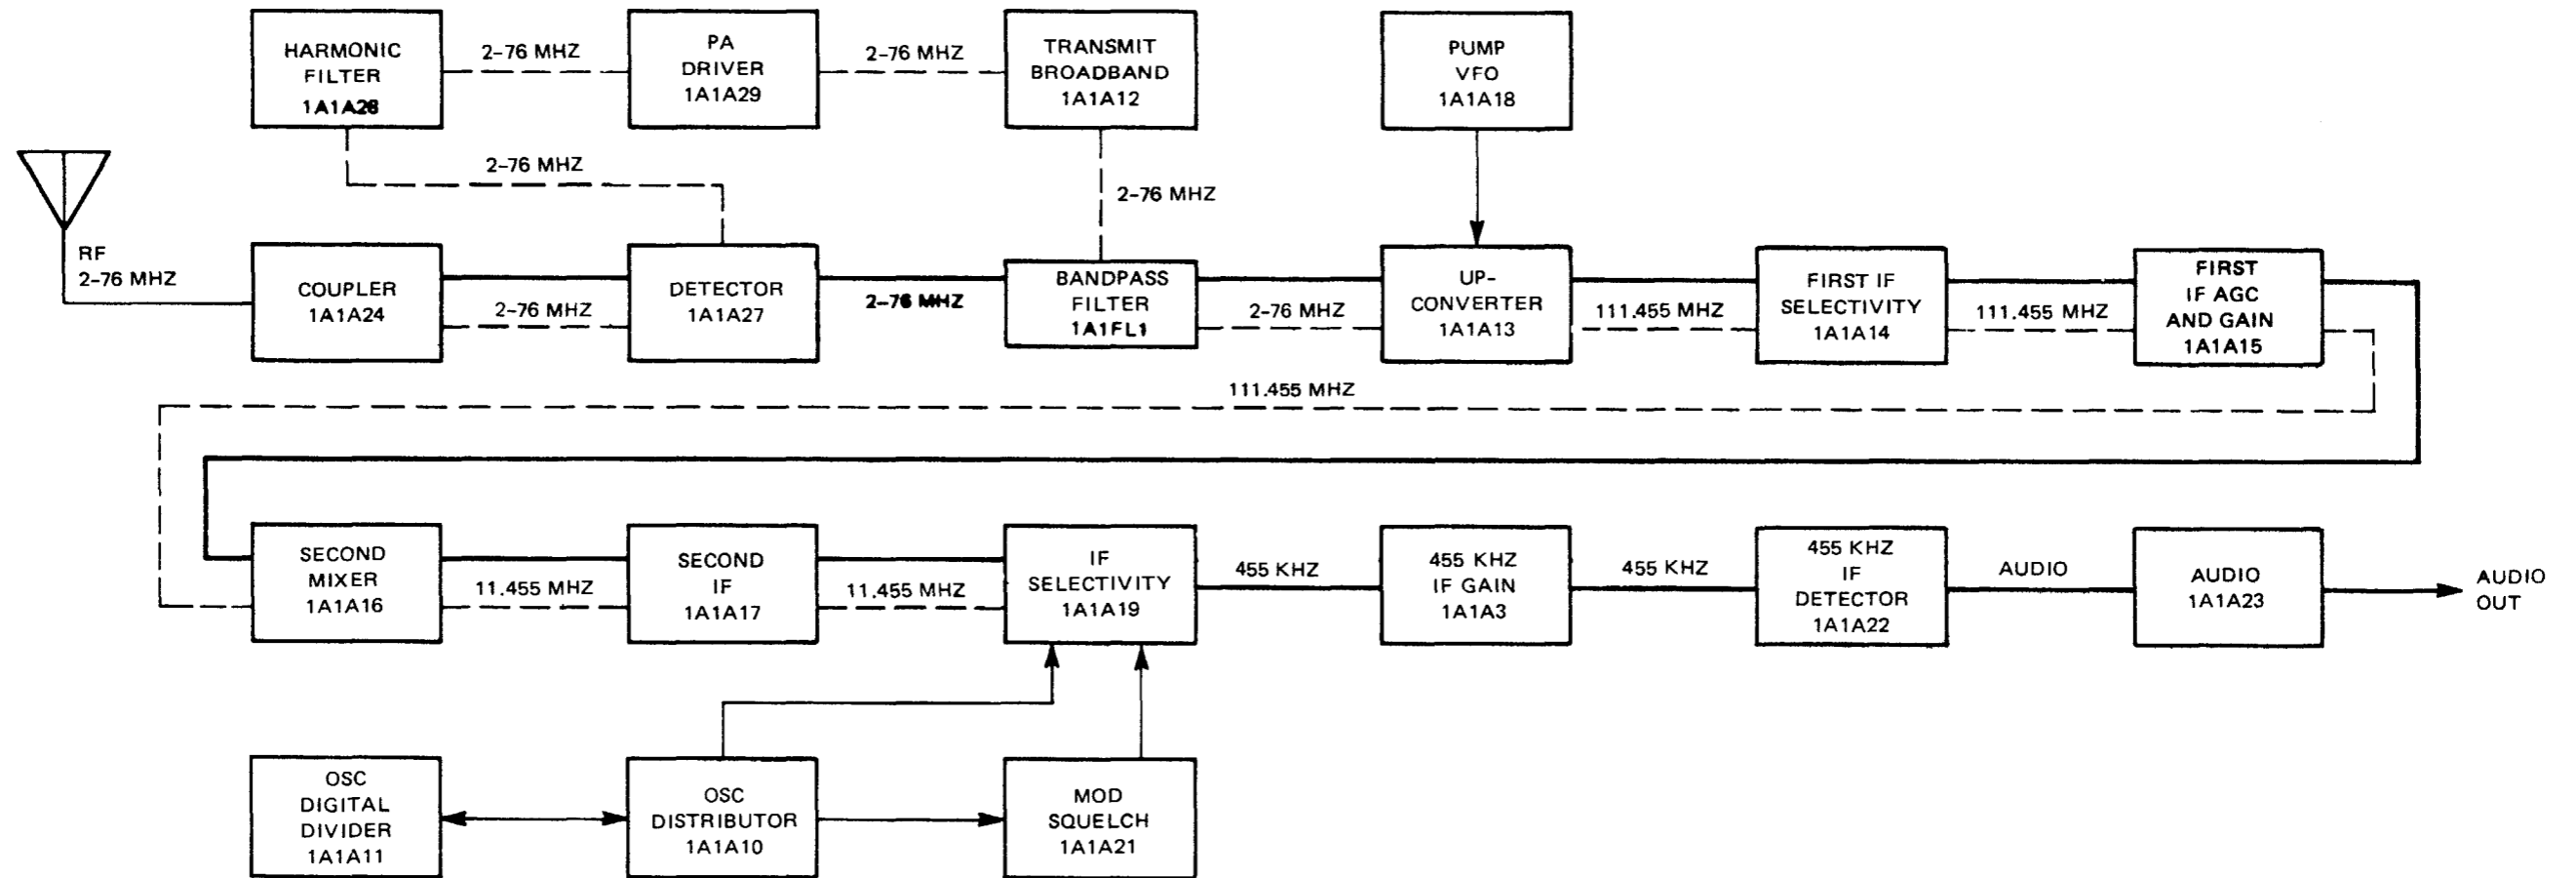 HARMONIC
FILTER
1A1A28
2-76 MHZ
PA
DRIVER
1A1A29
2-76 MHZ
TRANSMIT
BROADBAND
1A1A12
PUMP
VFO
1A1A18
2-76 MHZ
2-76 MHZ
RF
2-76 MHZ
COUPLER
1A1A24
2-76 MHZ
DETECTOR
1A1A27
2-76 MHZ
BANDPASS
FILTER
1A1FL1
2-76 MHZ
UP-
CONVERTER
1A1A13
111.455 MHZ
FIRST IF
SELECTIVITY
1A1A14
111.455 MHZ
FIRST
IF AGC
AND GAIN
1A1A15
111.455 MHZ
SECOND
MIXER
1A1A16
11.455 MHZ
SECOND
IF
1A1A17
11.455 MHZ
IF
SELECTIVITY
1A1A19
455 KHZ
455 KHZ
IF GAIN
1A1A3
455 KHZ
455 KHZ
IF
DETECTOR
1A1A22
AUDIO
AUDIO
1A1A23
AUDIO
OUT
OSC
DIGITAL
DIVIDER
1A1A11
OSC
DISTRIBUTOR
1A1A10
MOD
SQUELCH
1A1A21